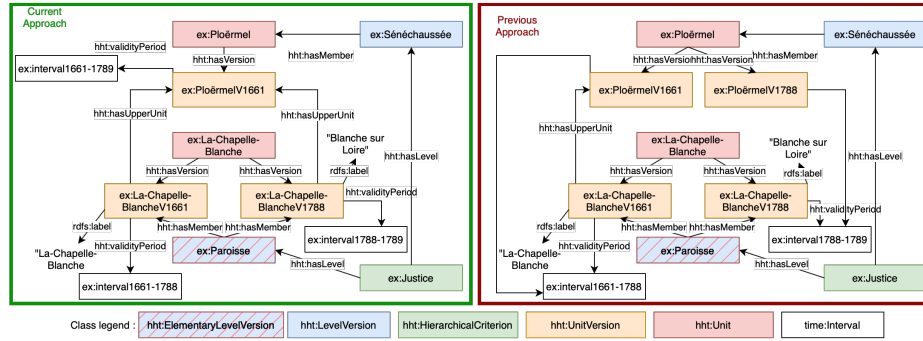 Current
Approach
ex:Ploërmel
ex:Sénéchaussée
hht:validityPeriod
hht:hasVersion
hht:hasMember
ex:interval1661-1789
ex:PloërmelV1661
hht:hasUpperUnit
hht:hasUpperUnit
hht:hasLevel
ex:La-Chapelle-
Blanche
"Blanche sur
Loire"
hht:hasVersion
hht:hasVersion
rdfs:label
ex:La-Chapelle-
BlancheV1661
ex:La-Chapelle-
BlancheV1788
hht:validityPeriod
rdfs:label
hht:hasMember
hht:hasMember
"La-Chapelle-
Blanche
hht:validityPeriod
ex:Paroisse
ex:interval1788-1789
hht:hasLevel
ex:interval1661-1788
ex:Justice
Previous
Approach
ex:Ploërmel
ex:Sénéchaussée
hht:hasVersion
hht:hasVersion
hht:hasMember
ex:PloërmelV1661
ex:PloërmelV1788
hht:hasUpperUnit
hht:hasLevel
ex:La-Chapelle-
Blanche
"Blanche sur
Loire"
hht:hasVersion
hht:hasVersion
rdfs:label
ex:La-Chapelle-
BlancheV1661
ex:La-Chapelle-
BlancheV1788
hht:validityPeriod
rdfs:label
hht:hasMember
hht:hasMember
"La-Chapelle-
Blanche
hht:validityPeriod
ex:Paroisse
ex:interval1788-1789
hht:hasLevel
ex:interval1661-1788
ex:Justice
Class legend :
hht:ElementaryLevelVersion
hht:LevelVersion
hht:HierarchicalCriterion
hht:UnitVersion
hht:Unit
time:Interval